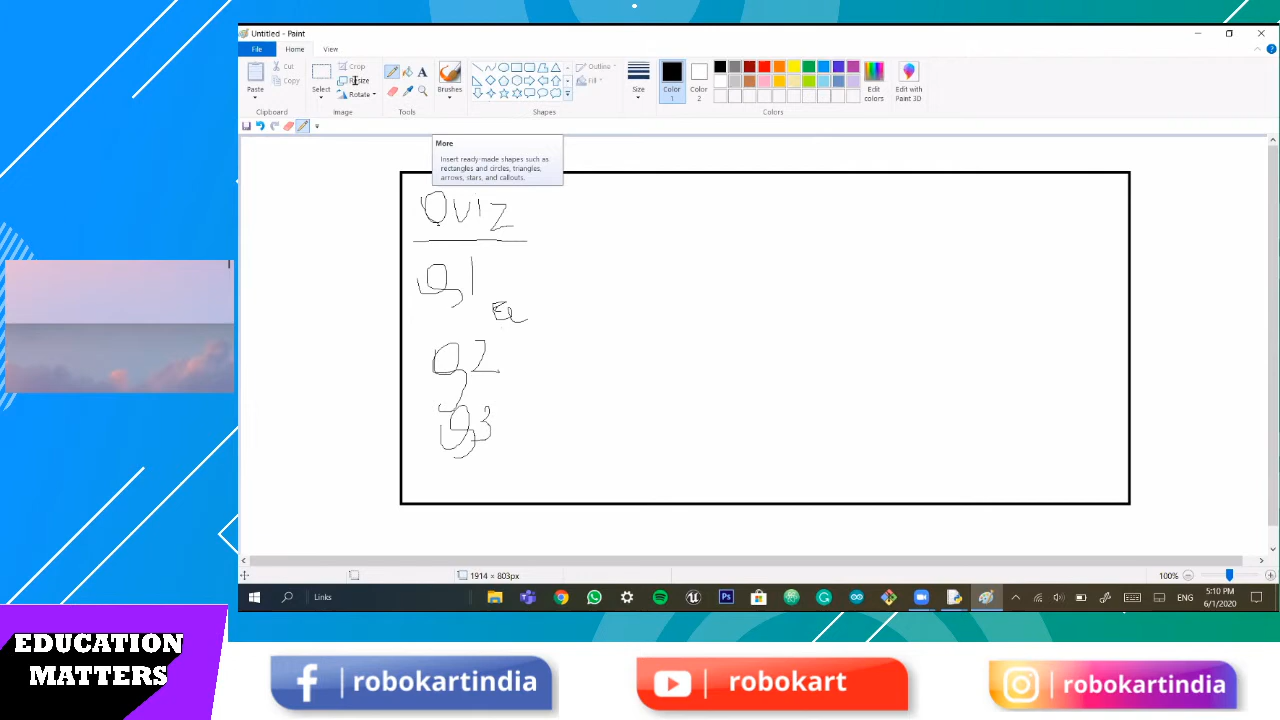 Untitled - Paint
File Home View
Paste
Cut
Copy
Clipboard
Select
Crop
Resize
Rotate
Image
Tools
Brushes
Shapes
Outline
Fill
Size
Color 1
Color 2
Edit colors
Edit with Paint 3D
Colors
More
Insert ready-made shapes such as
rectangles and circles, triangles,
arrows, stars, and callouts.
QUIZ
Q1
Q2
Q3
1914 × 803px
100%
Links
Ps
ENG
5:10 PM
6/1/2020
EDUCATION
MATTERS
robokartindia
robokart
robokartindia